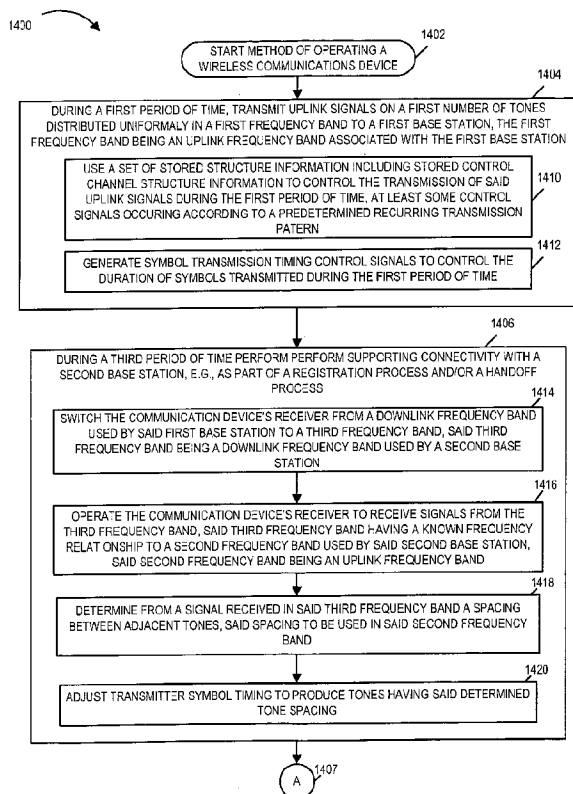 1400
1402
START METHOD OF OPERATING A
WIRELESS COMMUNICATIONS DEVICE
1404
DURING A FIRST PERIOD OF TIME, TRANSMIT UPLINK SIGNALS ON A FIRST NUMBER OF TONES
DISTRIBUTED UNIFORMALY IN A FIRST FREQUENCY BAND TO A FIRST BASE STATION, THE FIRST
FREQUENCY BAND BEING AN UPLINK FREQUENCY BAND ASSOCIATED WITH THE FIRST BASE STATION
USE A SET OF STORED STRUCTURE INFORMATION INCLUDING STORED CONTROL
CHANNEL STRUCTURE INFORMATION TO CONTROL THE TRANSMISSION OF SAID
UPLINK SIGNALS DURING THE FIRST PERIOD OF TIME, AT LEAST SOME CONTROL
SIGNALS OCCURING ACCORDING TO A PREDETERMINED RECURRING TRANSMISSION
PATERN
1410
1412
GENERATE SYMBOL TRANSMISSION TIMING CONTROL SIGNALS TO CONTROL THE
DURATION OF SYMBOLS TRANSMITTED DURING THE FIRST PERIOD OF TIME
1406
DURING A THIRD PERIOD OF TIME PERFORM PERFORM SUPPORTING CONNECTIVITY WITH A
SECOND BASE STATION, E.G., AS PART OF A REGISTRATION PROCESS AND/OR A HANDOFF
PROCESS
1414
SWITCH THE COMMUNICATION DEVICE'S RECEIVER FROM A DOWNLINK FREQUENCY BAND
USED BY SAID FIRST BASE STATION TO A THIRD FREQUENCY BAND, SAID THIRD
FREQUENCY BAND BEING A DOWNLINK FREQUENCY BAND USED BY A SECOND BASE
STATION
1416
OPERATE THE COMMUNICATION DEVICE'S RECEIVER TO RECEIVE SIGNALS FROM THE
THIRD FREQUENCY BAND, SAID THIRD FREQUENCY BAND HAVING A KNOWN FRECUENCY
RELATIONSHIP TO A SECOND FREQUENCY BAND USED BY SAID SECOND BASE STATION,
SAID SECOND FREQUENCY BAND BEING AN UPLINK FREQUENCY BAND
1418
DETERMINE FROM A SIGNAL RECEIVED IN SAID THIRD FREQUENCY BAND A SPACING
BETWEEN ADJACENT TONES, SAID SPACING TO BE USED IN SAID SECOND FREQUENCY
BAND
1420
ADJUST TRANSMITTER SYMBOL TIMING TO PRODUCE TONES HAVING SAID DETERMINED
TONE SPACING
A
1407